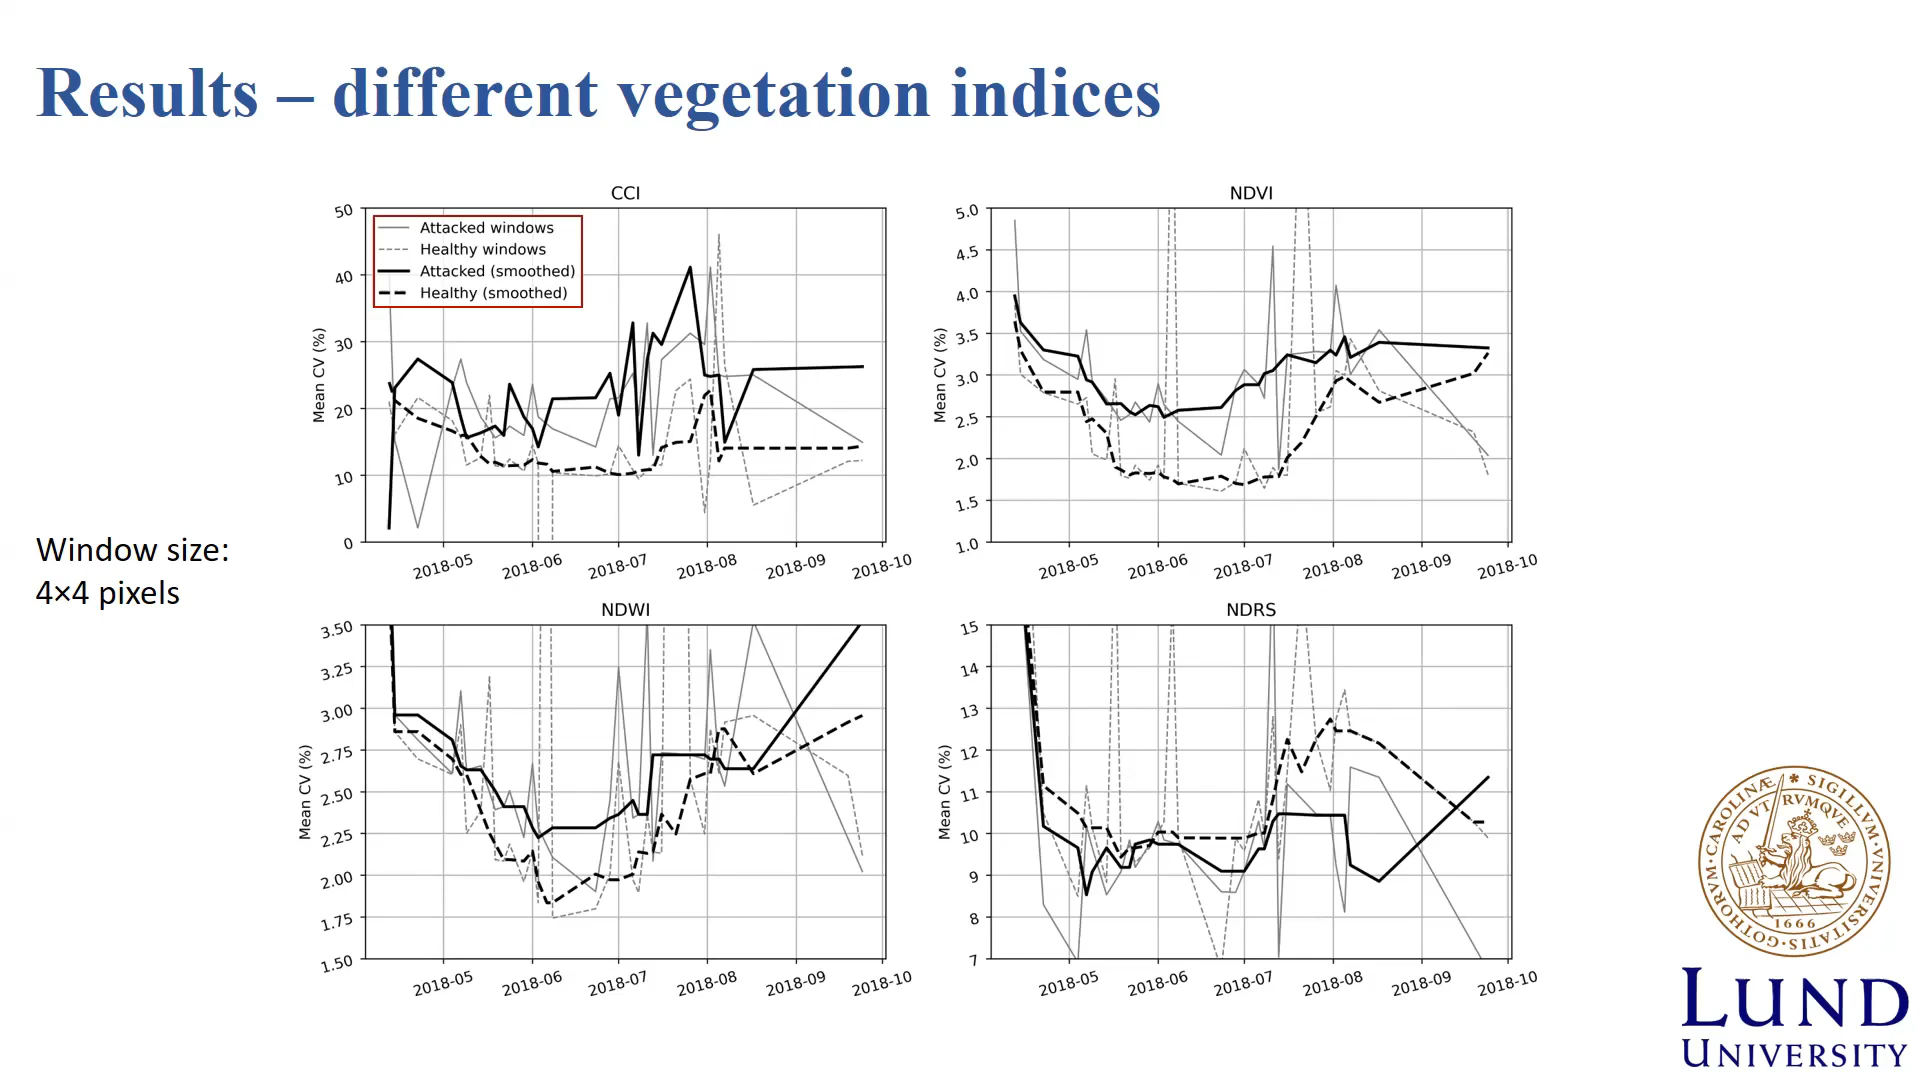 Results – different vegetation indices
Window size:
4×4 pixels
CCI
Mean CV (%)
50
40
30
20
10
0
Attacked windows
Healthy windows
Attacked (smoothed)
Healthy (smoothed)
2018-05 2018-06 2018-07 2018-08 2018-09 2018-10
NDVI
Mean CV (%)
5.0
4.5
4.0
3.5
3.0
2.5
2.0
1.5
1.0
2018-05 2018-06 2018-07 2018-08 2018-09 2018-10
NDWI
Mean CV (%)
3.50
3.25
3.00
2.75
2.50
2.25
2.00
1.75
1.50
2018-05 2018-06 2018-07 2018-08 2018-09 2018-10
NDRS
Mean CV (%)
15
14
13
12
11
10
9
8
7
2018-05 2018-06 2018-07 2018-08 2018-09 2018-10
SIGILLVM·VNIVERSITATIS·GOTHORVM·CAROLINÆ
AD VTRVMQVE
1666
LUND
UNIVERSITY